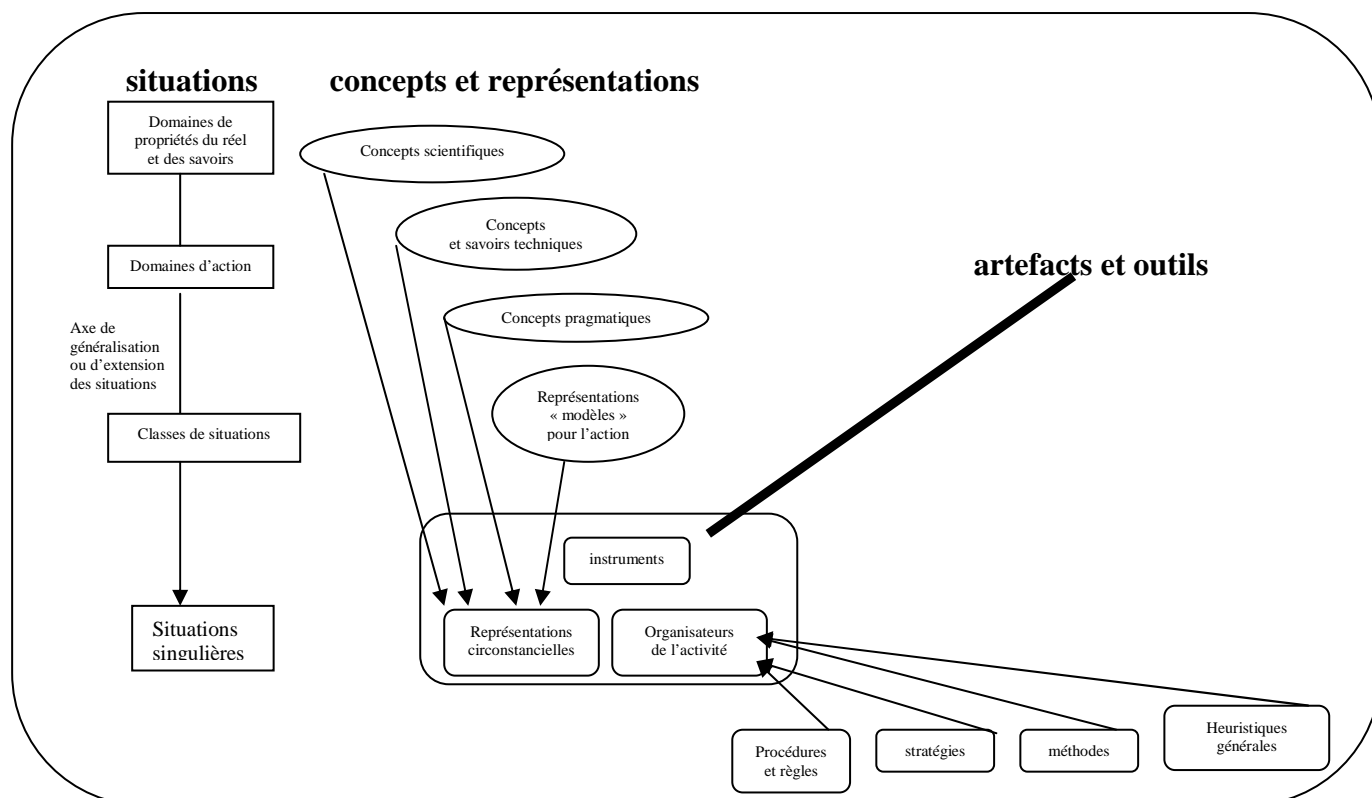 situations
concepts et représentations
Domaines de
propriétés du réel
et des savoirs
Concepts scientifiques
Concepts
et savoirs techniques
Domaines d'action
artefacts et outils
Concepts pragmatiques
Axe de
généralisation
ou d'extension
des situations
Représentations
« modèles »
pour l'action
Classes de situations
instruments
Situations
singulières
Représentations
circonstancielles
Organisateurs
de l'activité
Procédures
et règles
stratégies
méthodes
Heuristiques
générales